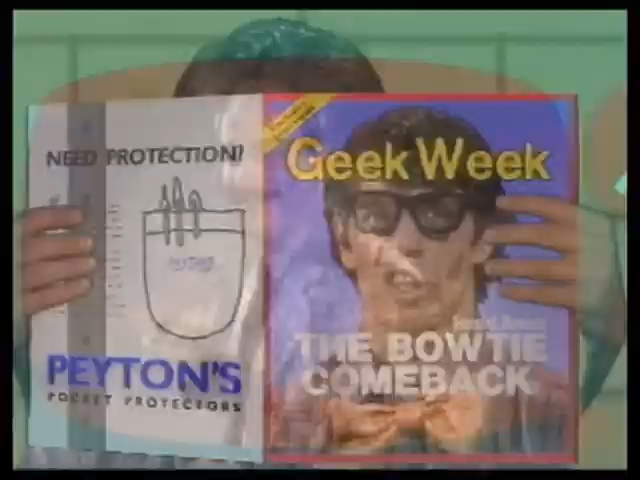 NEED PROTECTION?
PEYTON'S
POCKET PROTECTORS
Geek Week
THE BOWTIE
COMEBACK